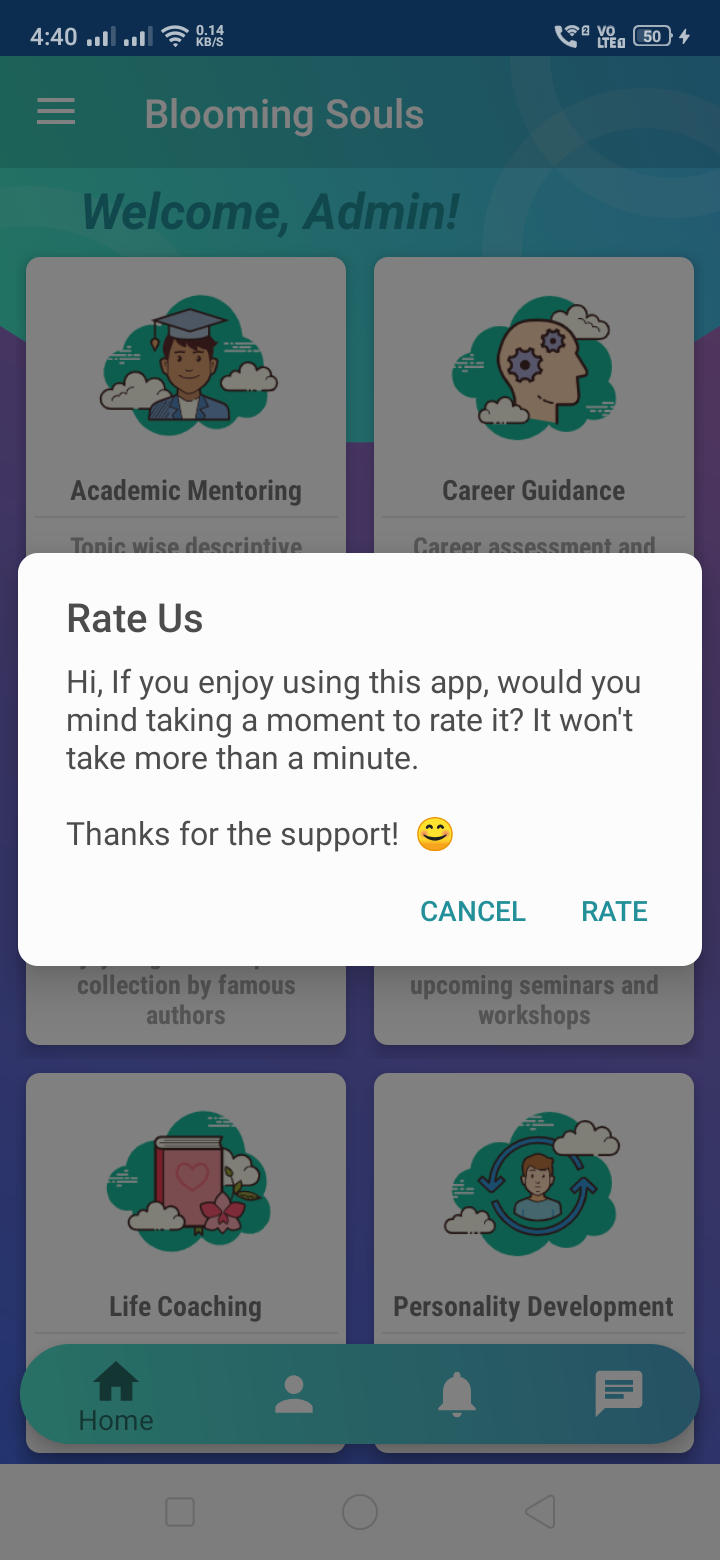 4:40 0.14 KB/S 2 VO LTE1 50
Blooming Souls
Welcome, Admin!
Academic Mentoring
Career Guidance
Topic wise descriptive
Career assessment and
Rate Us
Hi, If you enjoy using this app, would you
mind taking a moment to rate it? It won't
take more than a minute.
Thanks for the support! 😊
CANCEL RATE
collection by famous
authors
upcoming seminars and
workshops
Life Coaching
Personality Development
Home